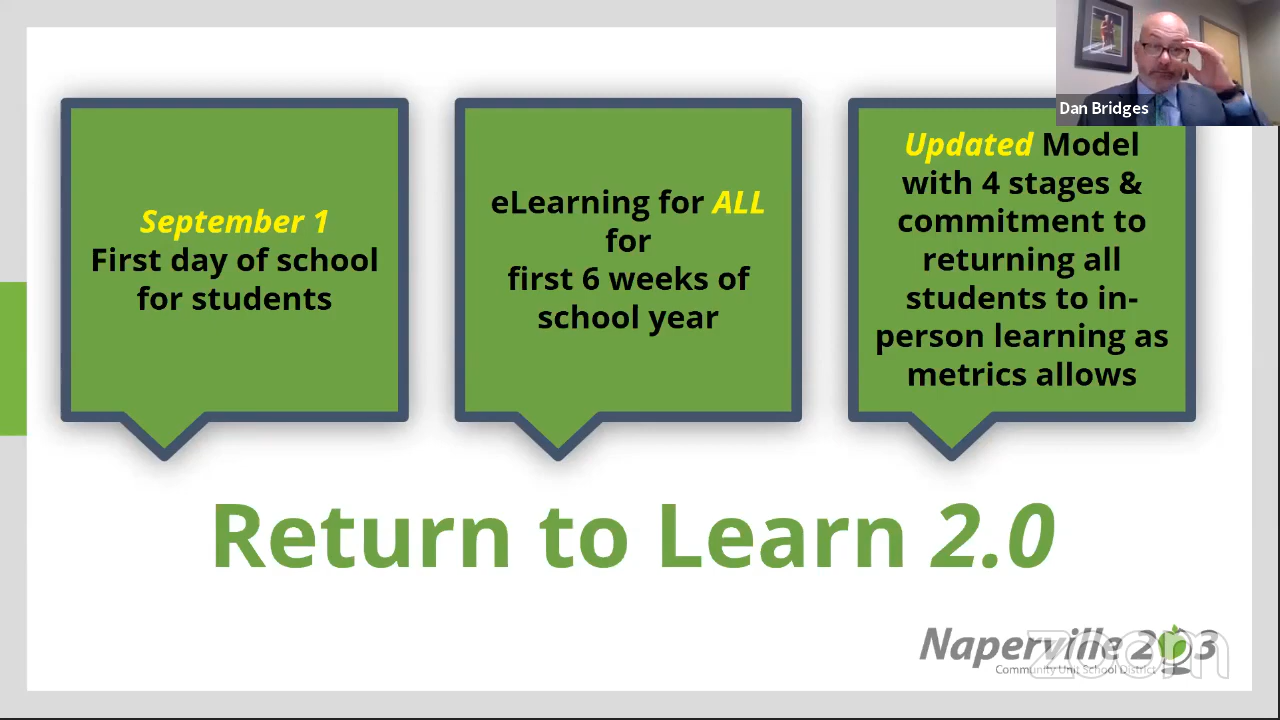 Dan Bridges
September 1
First day of school
for students
eLearning for ALL
for
first 6 weeks of
school year
Updated Model
with 4 stages &
commitment to
returning all
students to in-
person learning as
metrics allows
Return to Learn 2.0
Naperville 203
Community Unit School District
zoom